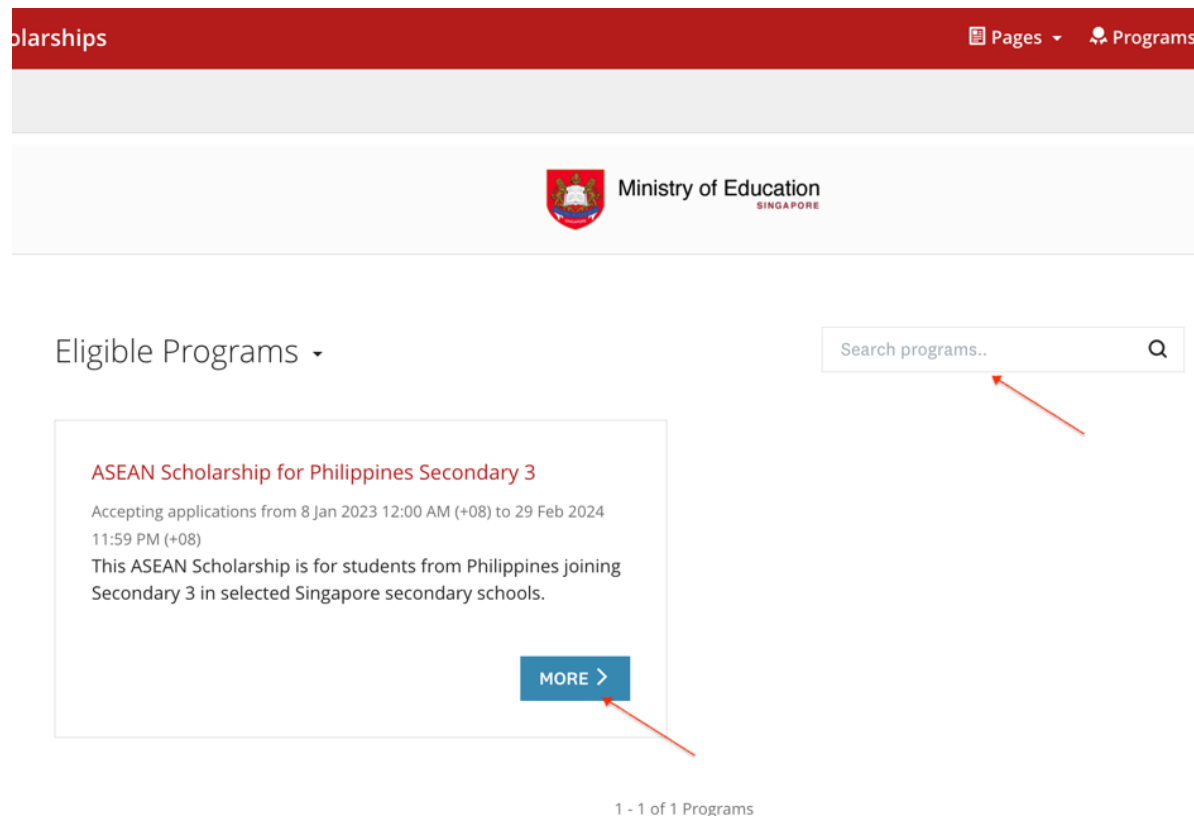 olarships
Pages
Programs
Ministry of Education
SINGAPORE
Eligible Programs
Search programs..
ASEAN Scholarship for Philippines Secondary 3
Accepting applications from 8 Jan 2023 12:00 AM (+08) to 29 Feb 2024
11:59 PM (+08)
This ASEAN Scholarship is for students from Philippines joining
Secondary 3 in selected Singapore secondary schools.
MORE
1 - 1 of 1 Programs